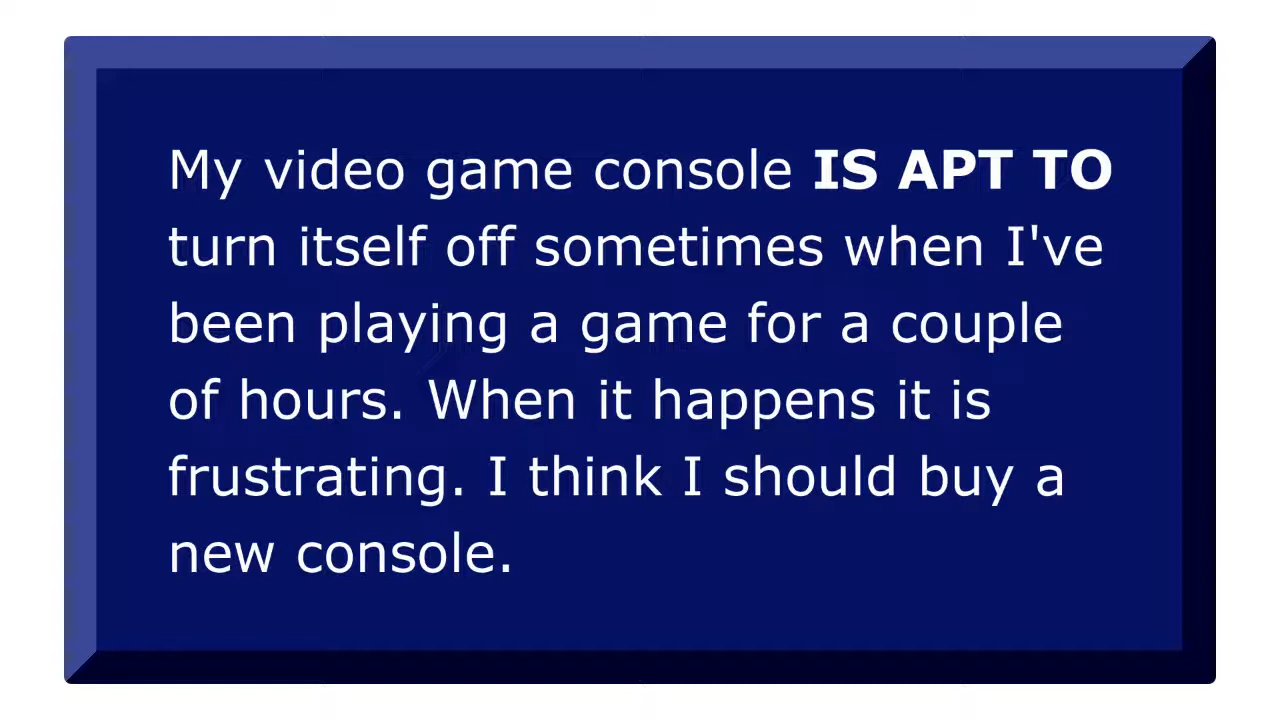 My video game console IS APT TO
turn itself off sometimes when I've
been playing a game for a couple
of hours. When it happens it is
frustrating. I think I should buy a
new console.